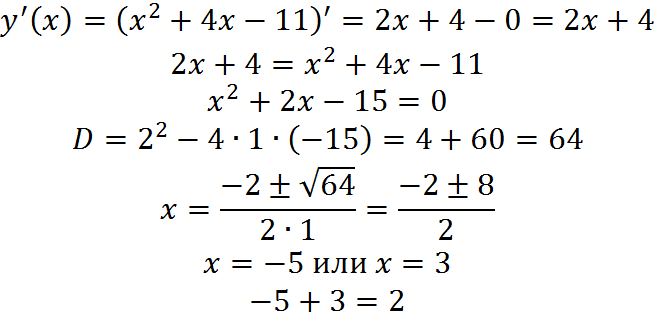 y′(x) = (x² + 4x − 11)′ = 2x + 4 − 0 = 2x + 4
2x + 4 = x² + 4x − 11
x² + 2x − 15 = 0
D = 2² − 4 · 1 · (−15) = 4 + 60 = 64
x = (−2 ± √64)/(2 · 1) = (−2 ± 8)/2
x = −5 или x = 3
−5 + 3 = 2